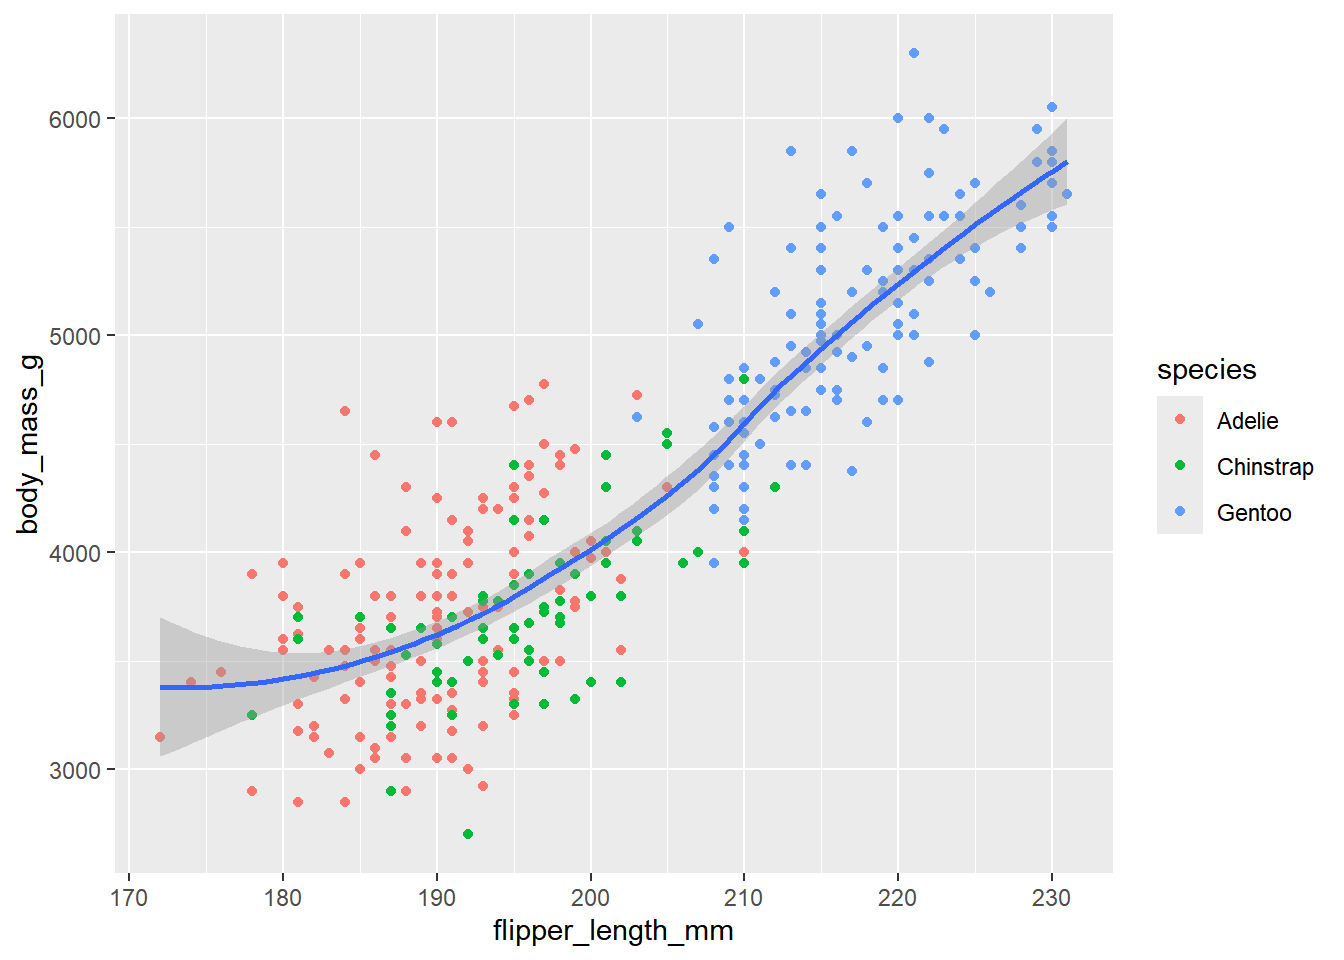 6000
5000
4000
3000
body_mass_g
170 180 190 200 210 220 230
flipper_length_mm
species
Adelie
Chinstrap
Gentoo